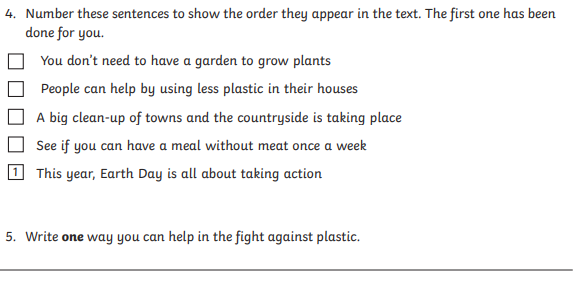 4. Number these sentences to show the order they appear in the text. The first one has been
done for you.
You don't need to have a garden to grow plants
People can help by using less plastic in their houses
A big clean-up of towns and the countryside is taking place
See if you can have a meal without meat once a week
1 This year, Earth Day is all about taking action
5. Write one way you can help in the fight against plastic.